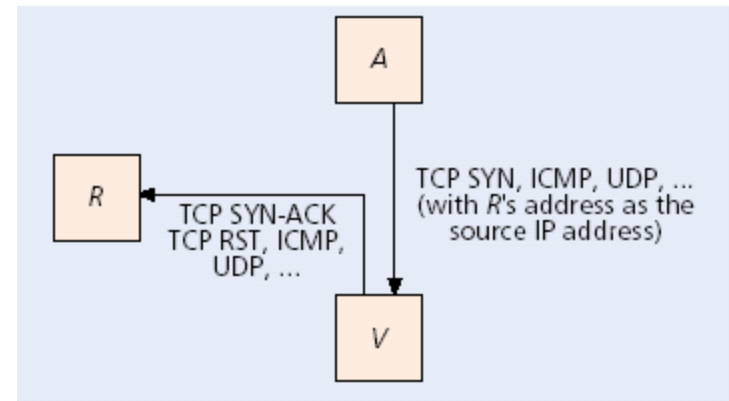 A
TCP SYN, ICMP, UDP, ...
(with R's address as the
source IP address)
R
TCP SYN-ACK
TCP RST, ICMP,
UDP, ...
V